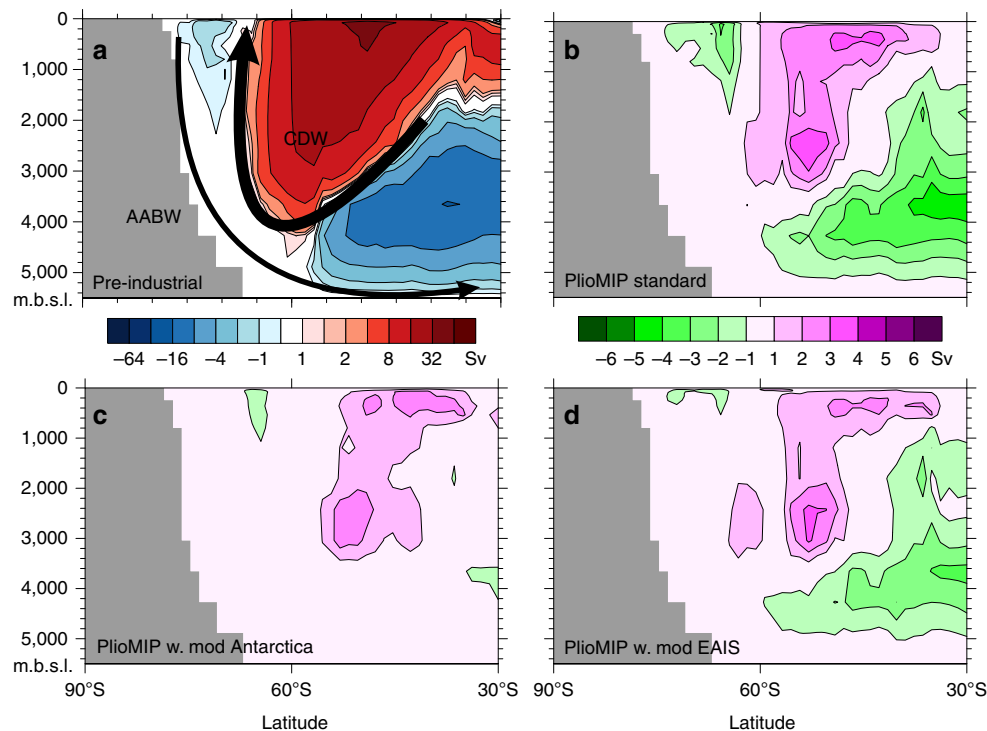 a
b
0
1,000
2,000
3,000
4,000
5,000
m.b.s.l.
CDW
AABW
Pre-industrial
PlioMIP standard
–64 –16 –4 –1 1 2 8 32 Sv
–6 –5 –4 –3 –2 –1 1 2 3 4 5 6 Sv
c
d
0
1,000
2,000
3,000
4,000
5,000
m.b.s.l.
PlioMIP w. mod Antarctica
PlioMIP w. mod EAIS
90°S 60°S 30°S
90°S 60°S 30°S
Latitude
Latitude